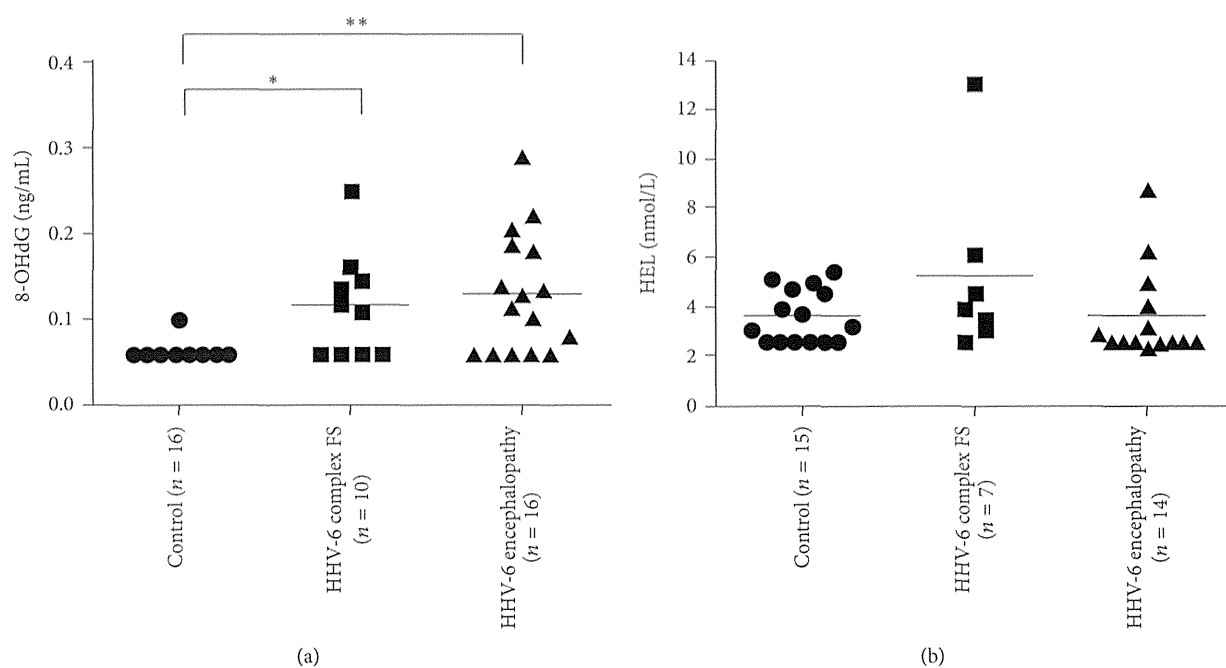 **
*
0.4
0.3
0.2
0.1
0.0
8-OHdG (ng/mL)
Control (n = 16)
HHV-6 complex FS
(n = 10)
HHV-6 encephalopathy
(n = 16)
(a)
14
12
10
8
6
4
2
0
HEL (nmol/L)
Control (n = 15)
HHV-6 complex FS
(n = 7)
HHV-6 encephalopathy
(n = 14)
(b)